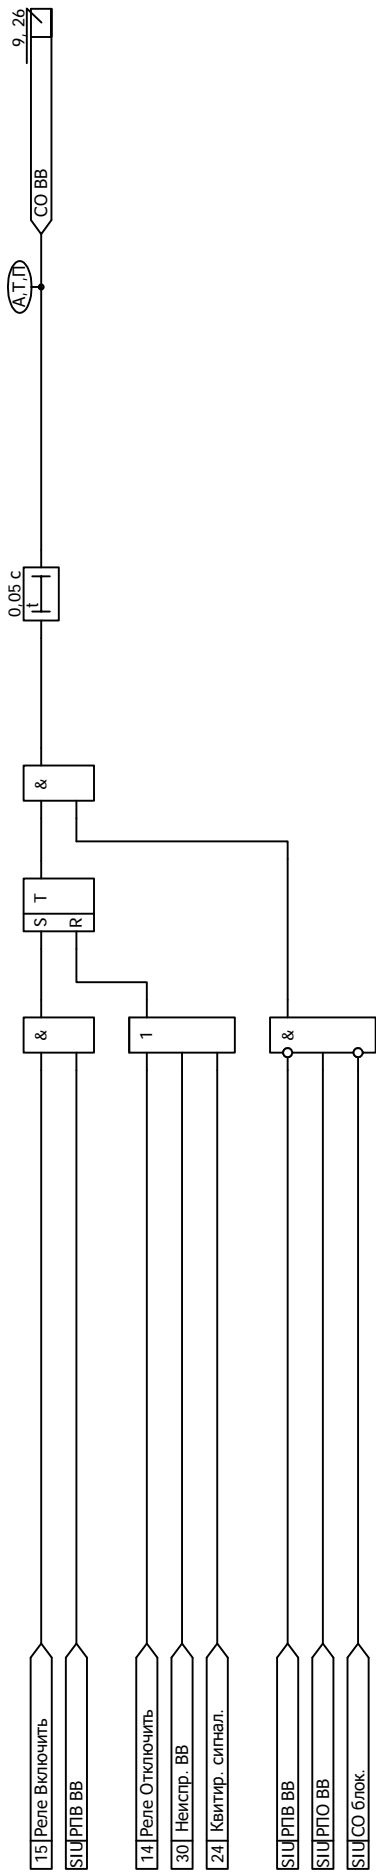 15 Реле Включить
SIU РПВ ВВ
14 Реле Отключить
30 Неиспр. ВВ
24 Квитир. сигнал.
SIU РПВ ВВ
SIU РПО ВВ
SIU СО блок.
&
1
&
S T
R
&
0,05 с
t
А,Т,П
СО ВВ
9, 26